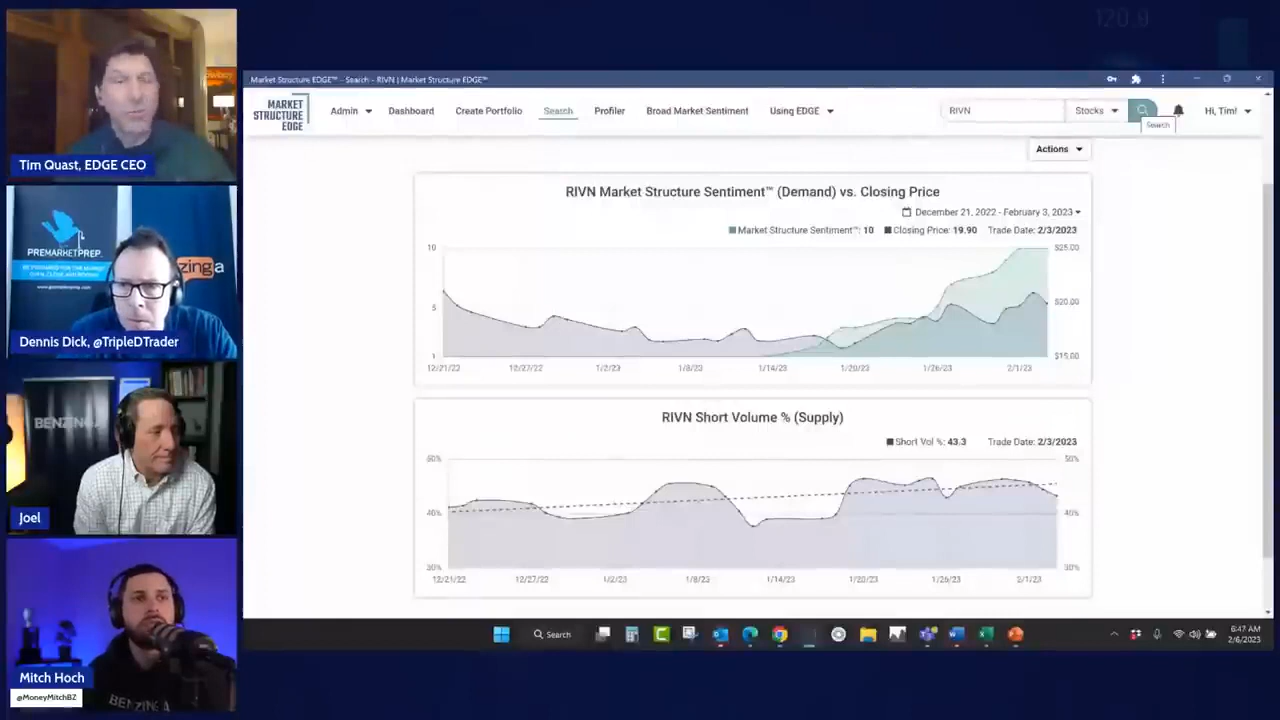 120.9
Tim Quast, EDGE CEO
PREMARKETPREP
zinga
Dennis Dick, @TripleDTrader
BENZINGA
Joel
Mitch Hoch
@MoneyMitchBZ
BENZINGA
Market Structure EDGE™ - Search - RIVN | Market Structure EDGE™
MARKET STRUCTURE EDGE
Admin Dashboard Create Portfolio Search Profiler Broad Market Sentiment Using EDGE RIVN Stocks Hi, Tim!
Search
Actions
RIVN Market Structure Sentiment™ (Demand) vs. Closing Price
December 21, 2022 - February 3, 2023
Market Structure Sentiment™: 10 Closing Price: 19.90 Trade Date: 2/3/2023
10 $25.00
5 $20.00
1 $15.00
12/21/22 12/27/22 1/2/23 1/8/23 1/14/23 1/20/23 1/26/23 2/1/23
RIVN Short Volume % (Supply)
Short Vol %: 43.3 Trade Date: 2/3/2023
50%
40% 40%
30% 30%
12/21/22 12/27/22 1/2/23 1/8/23 1/14/23 1/20/23 1/26/23 2/1/23
Search
6:47 AM
2/6/2023